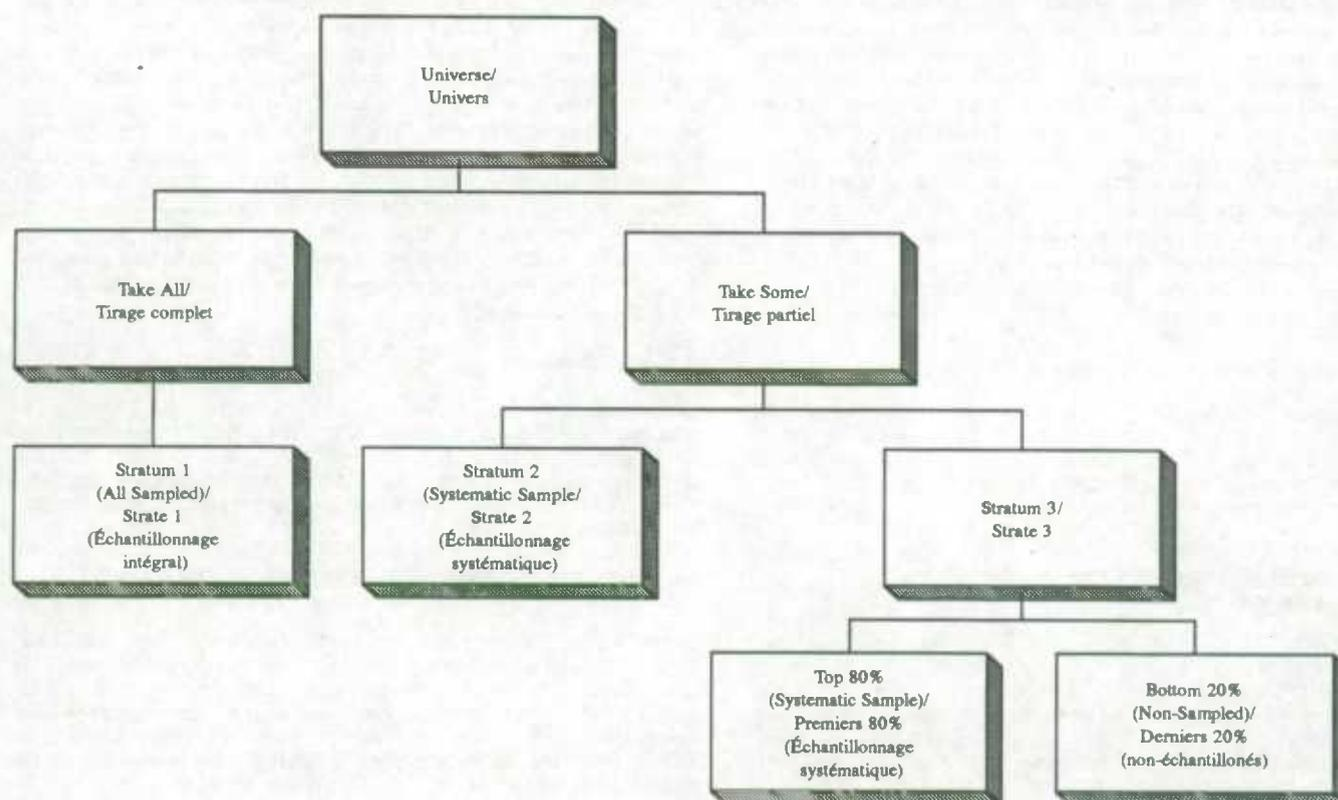 Universe/
Univers
Take All/
Tirage complet
Take Some/
Tirage partiel
Stratum 1
(All Sampled)/
Strate 1
(Échantillonnage
intégral)
Stratum 2
(Systematic Sample/
Strate 2
(Échantillonnage
systématique)
Stratum 3/
Strate 3
Top 80%
(Systematic Sample)/
Premiers 80%
(Échantillonnage
systématique)
Bottom 20%
(Non-Sampled)/
Derniers 20%
(non-échantillonés)